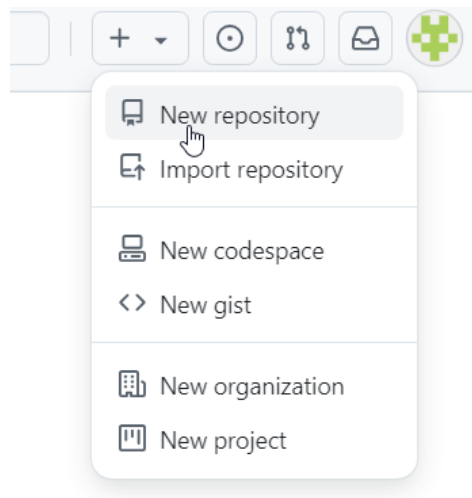 New repository
Import repository
New codespace
New gist
New organization
New project